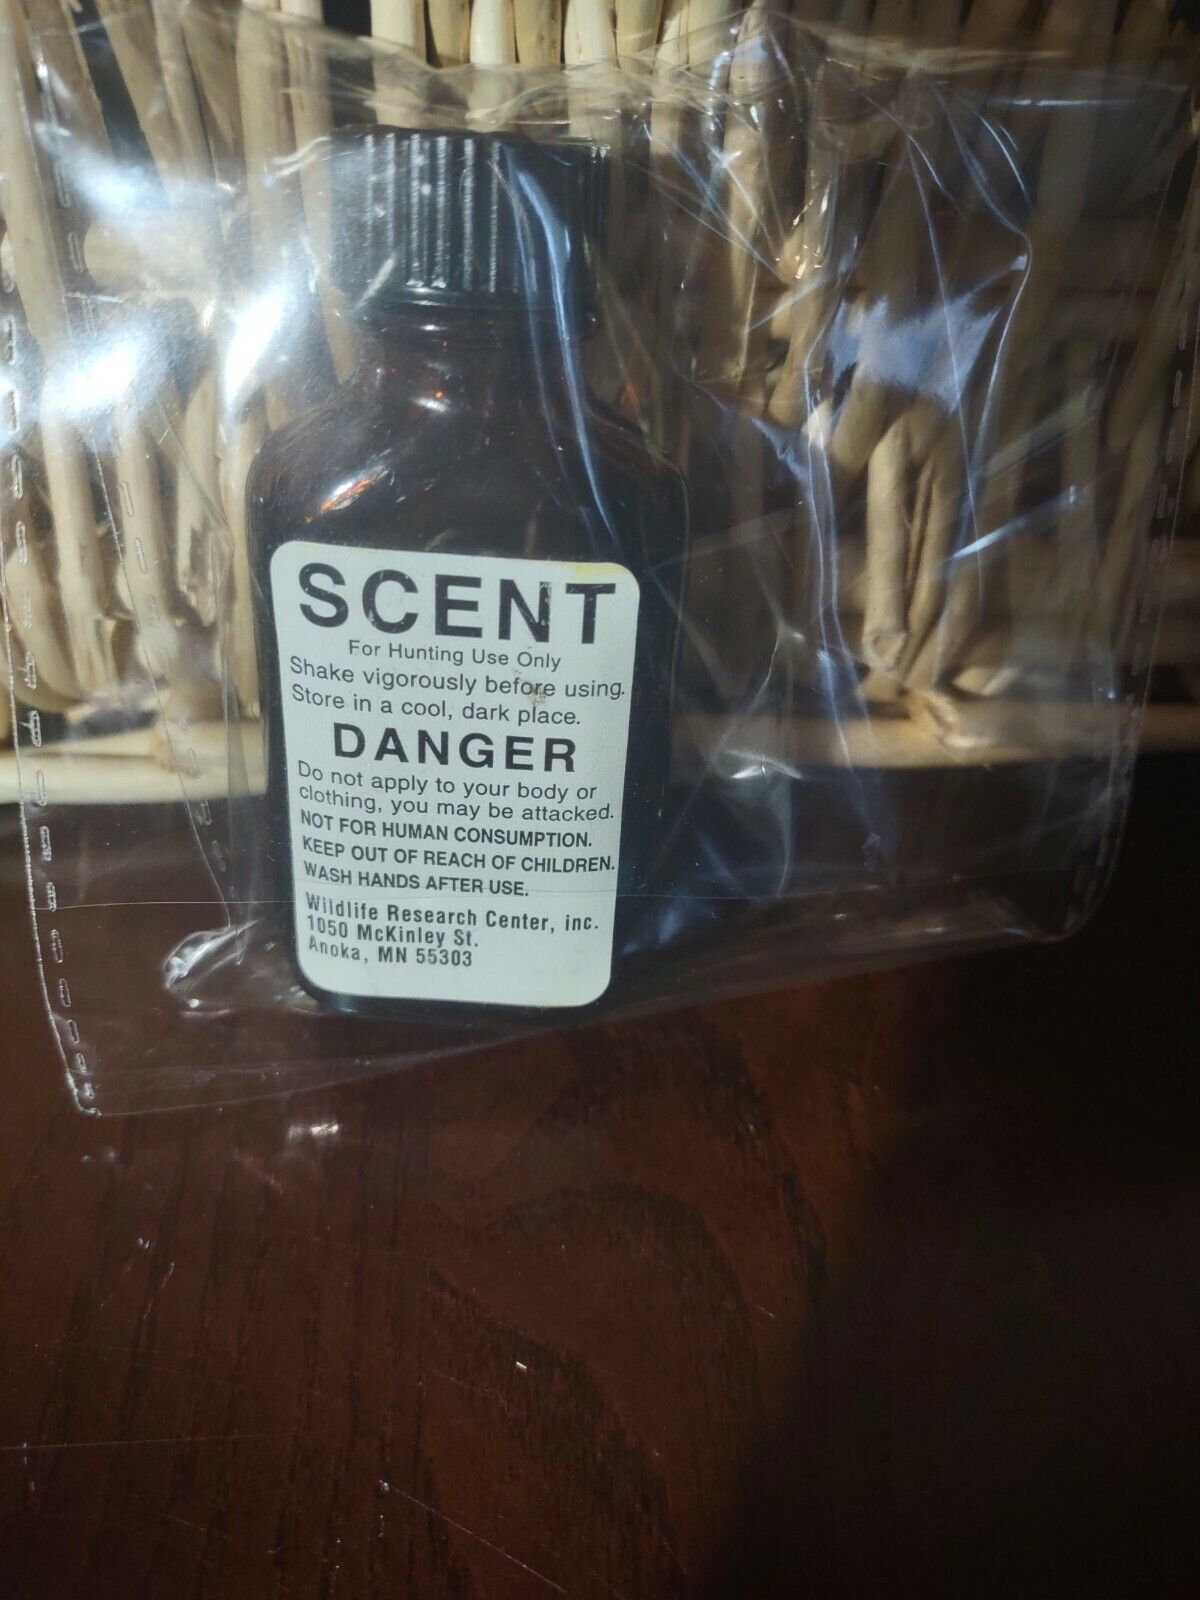 SCENT
For Hunting Use Only
Shake vigorously before using.
Store in a cool, dark place.
DANGER
Do not apply to your body or
clothing, you may be attacked.
NOT FOR HUMAN CONSUMPTION.
KEEP OUT OF REACH OF CHILDREN.
WASH HANDS AFTER USE.
Wildlife Research Center, inc.
1050 McKinley St.
Anoka, MN 55303